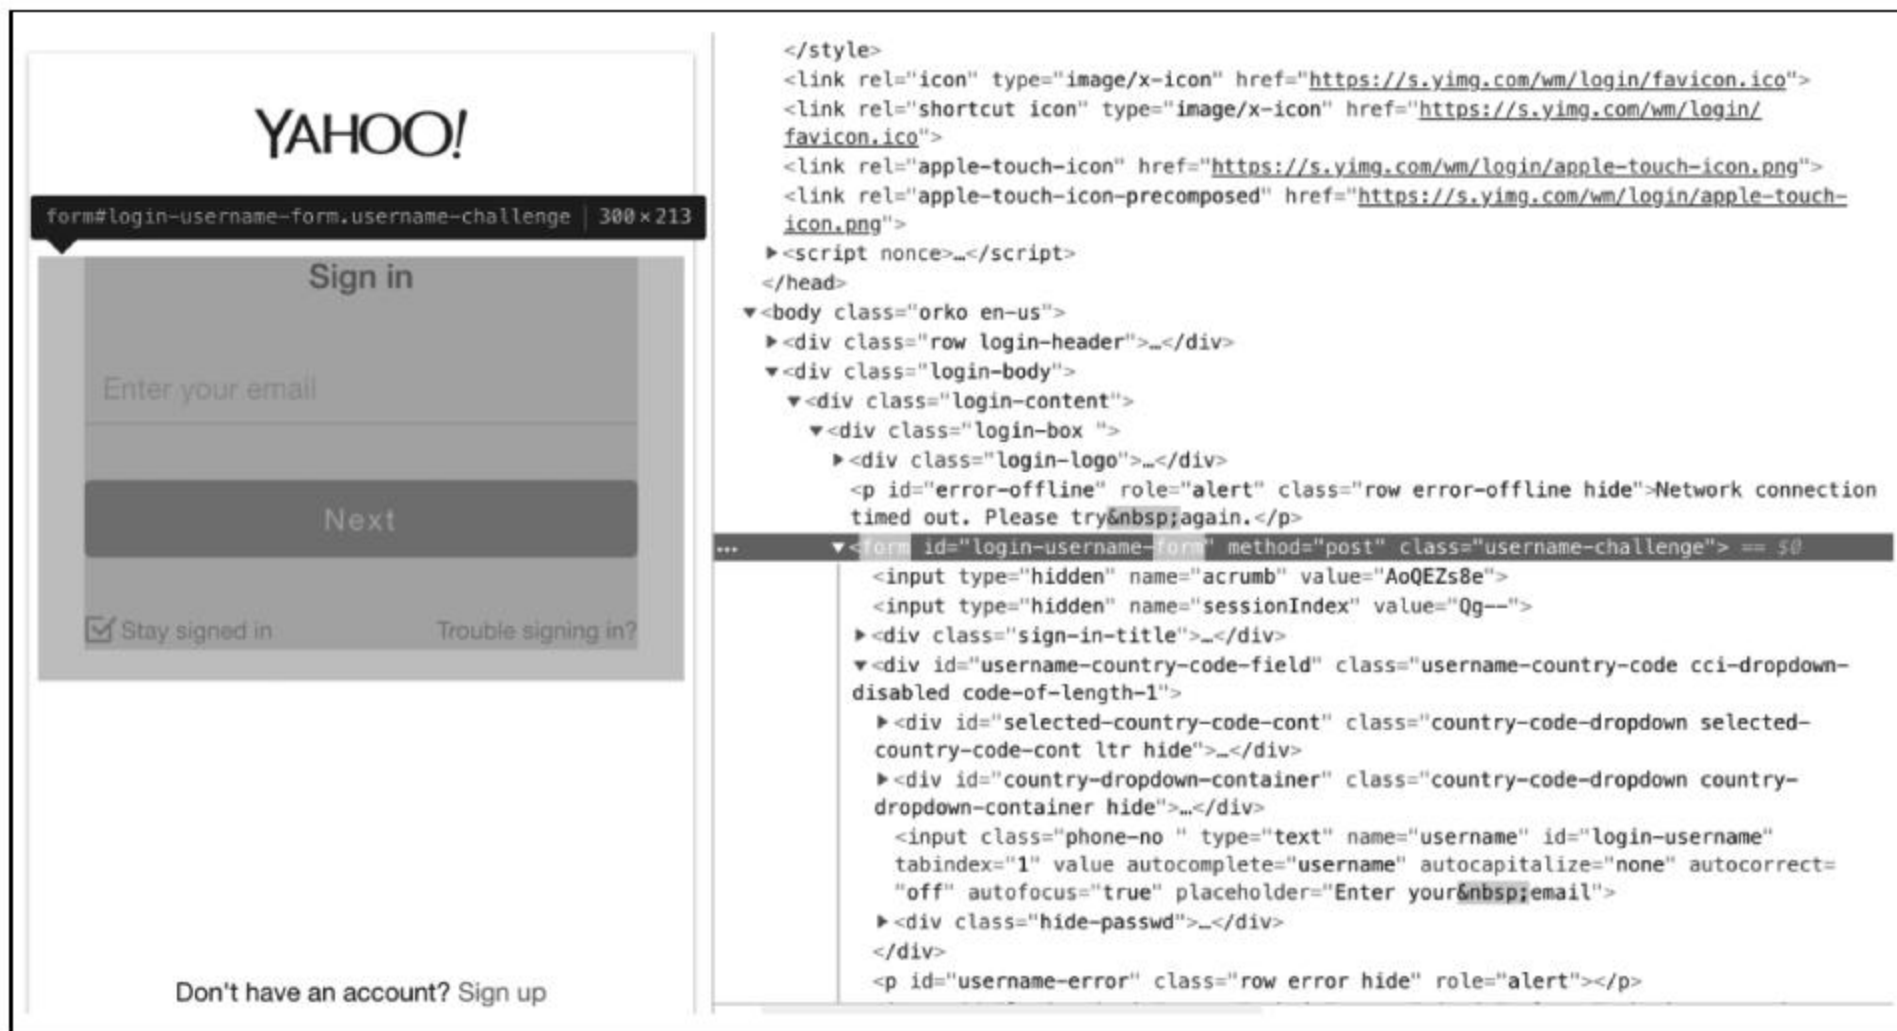 YAHOO!
form#login-username-form.username-challenge | 300×213
Sign in
Enter your email
Next
Stay signed in
Trouble signing in?
Don't have an account? Sign up
</style>
<link rel="icon" type="image/x-icon" href="https://s.yimg.com/wm/login/favicon.ico">
<link rel="shortcut icon" type="image/x-icon" href="https://s.yimg.com/wm/login/
favicon.ico">
<link rel="apple-touch-icon" href="https://s.yimg.com/wm/login/apple-touch-icon.png">
<link rel="apple-touch-icon-precomposed" href="https://s.yimg.com/wm/login/apple-touch-
icon.png">
▶<script nonce>…</script>
</head>
▼<body class="orko en-us">
▶<div class="row login-header">…</div>
▼<div class="login-body">
▼<div class="login-content">
▼<div class="login-box ">
▶<div class="login-logo">…</div>
<p id="error-offline" role="alert" class="row error-offline hide">Network connection
timed out. Please try&nbsp;again.</p>
… ▼<form id="login-username-form" method="post" class="username-challenge"> == $0
<input type="hidden" name="acrumb" value="AoQEZs8e">
<input type="hidden" name="sessionIndex" value="Qg--">
▶<div class="sign-in-title">…</div>
▼<div id="username-country-code-field" class="username-country-code cci-dropdown-
disabled code-of-length-1">
▶<div id="selected-country-code-cont" class="country-code-dropdown selected-
country-code-cont ltr hide">…</div>
▶<div id="country-dropdown-container" class="country-code-dropdown country-
dropdown-container hide">…</div>
<input class="phone-no " type="text" name="username" id="login-username"
tabindex="1" value autocomplete="username" autocapitalize="none" autocorrect=
"off" autofocus="true" placeholder="Enter your&nbsp;email">
▶<div class="hide-passwd">…</div>
</div>
<p id="username-error" class="row error hide" role="alert"></p>